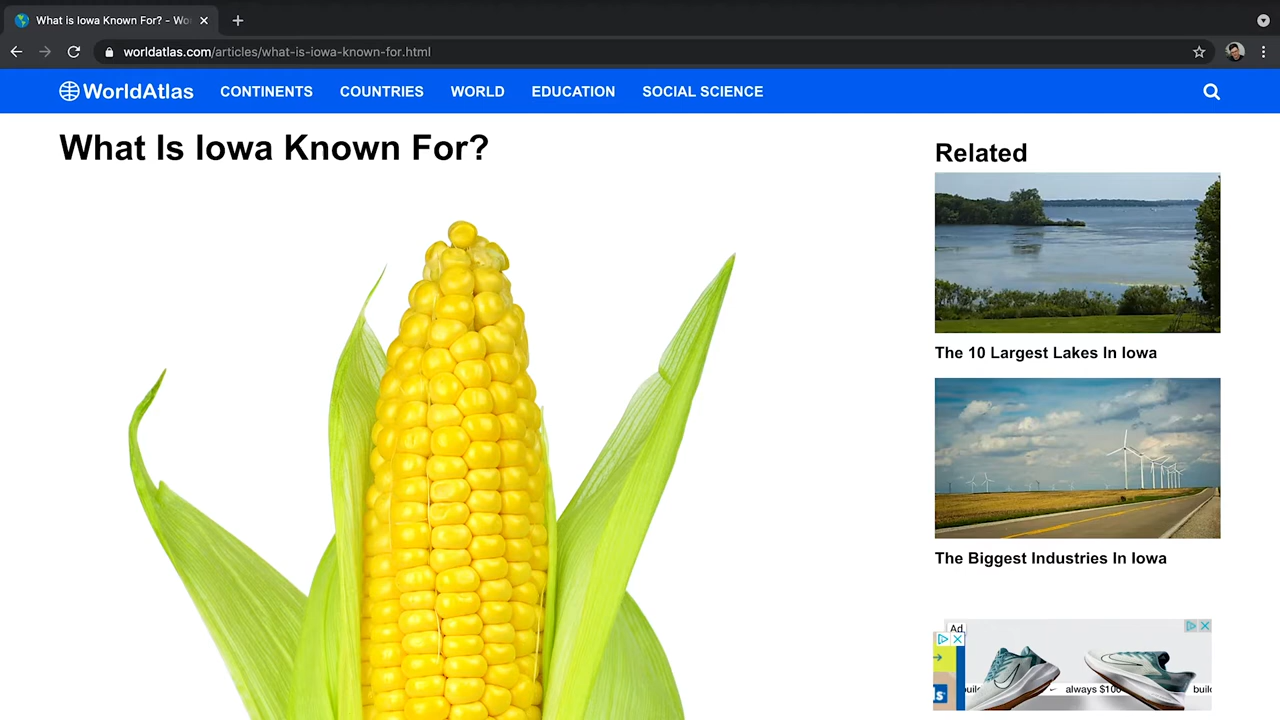 What is Iowa Known For? - Wo
worldatlas.com/articles/what-is-iowa-known-for.html
WorldAtlas CONTINENTS COUNTRIES WORLD EDUCATION SOCIAL SCIENCE
What Is Iowa Known For?
Related
The 10 Largest Lakes In Iowa
The Biggest Industries In Iowa
Ad
always $100